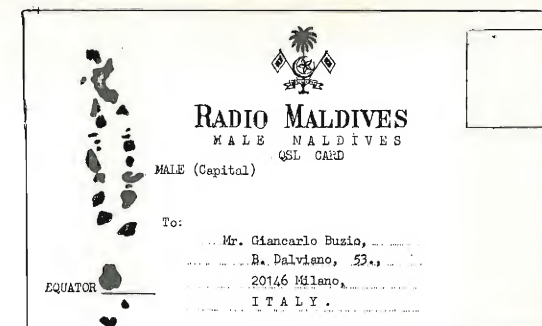 RADIO MALDIVES
MALE MALDIVES
QSL CARD
MALE (Capital)
To:
Mr. Giancarlo Buzio,
B. Dalviano, 53.,
20146 Milano,
ITALY.
EQUATOR